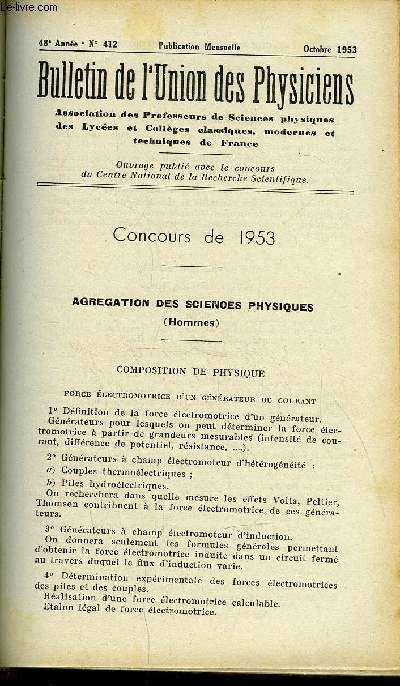 48e Année - N° 412
Publication Mensuelle
Octobre 1953
Bulletin de l'Union des Physiciens
Association des Professeurs de Sciences physiques
des Lycées et Collèges classiques, modernes et
techniques de France
Ouvrage publié avec le concours
du Centre National de la Recherche Scientifique.
Concours de 1953
AGREGATION DES SCIENCES PHYSIQUES
(Hommes)
COMPOSITION DE PHYSIQUE
FORCE ÉLECTROMOTRICE D'UN GÉNÉRATEUR DE COURANT
1° Définition de la force électromotrice d'un générateur.
Générateurs pour lesquels on peut déterminer la force élec-
tromotrice à partir de grandeurs mesurables (intensité de cou-
rant, différence de potentiel, résistance, ...).
2° Générateurs à champ électromoteur d'hétérogénéité :
a) Couples thermoélectriques ;
b) Piles hydroélectriques.
On recherchera dans quelle mesure les effets Volta, Peltier,
Thomson contribuent à la force électromotrice de ces généra-
teurs.
3° Générateurs à champ électromoteur d'induction.
On donnera seulement les formules générales permettant
d'obtenir la force électromotrice induite dans un circuit fermé
au travers duquel le flux d'induction varie.
4° Détermination expérimentale des forces électromotrices
des piles et des couples.
Réalisation d'une force électromotrice calculable.
Etalon légal de force électromotrice.